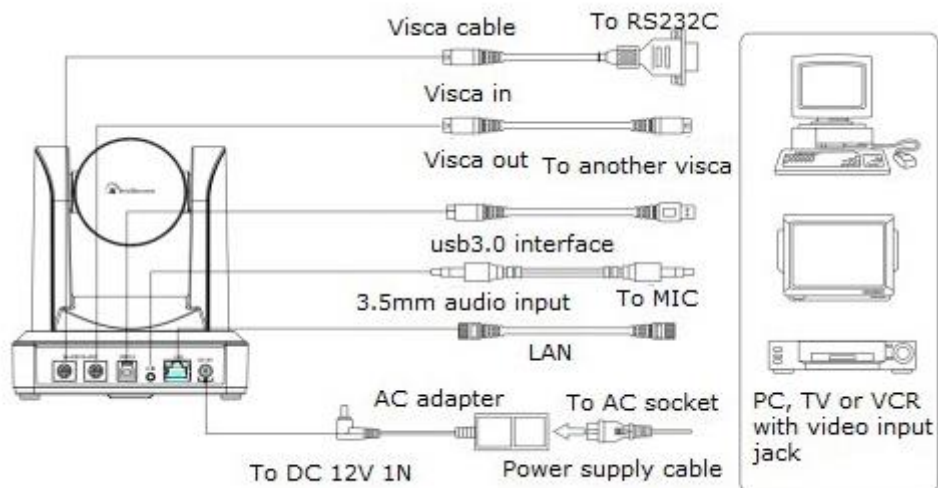 Visca cable
To RS232C
Visca in
Visca out
To another visca
usb3.0 interface
3.5mm audio input
To MIC
LAN
AC adapter
To AC socket
To DC 12V 1N
Power supply cable
PC, TV or VCR
with video input
jack